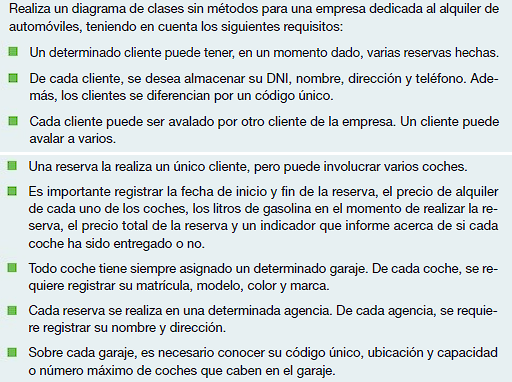 Realiza un diagrama de clases sin métodos para una empresa dedicada al alquiler de
automóviles, teniendo en cuenta los siguientes requisitos:
Un determinado cliente puede tener, en un momento dado, varias reservas hechas.
De cada cliente, se desea almacenar su DNI, nombre, dirección y teléfono. Ade-
más, los clientes se diferencian por un código único.
Cada cliente puede ser avalado por otro cliente de la empresa. Un cliente puede
avalar a varios.
Una reserva la realiza un único cliente, pero puede involucrar varios coches.
Es importante registrar la fecha de inicio y fin de la reserva, el precio de alquiler
de cada uno de los coches, los litros de gasolina en el momento de realizar la re-
serva, el precio total de la reserva y un indicador que informe acerca de si cada
coche ha sido entregado o no.
Todo coche tiene siempre asignado un determinado garaje. De cada coche, se re-
quiere registrar su matrícula, modelo, color y marca.
Cada reserva se realiza en una determinada agencia. De cada agencia, se requie-
re registrar su nombre y dirección.
Sobre cada garaje, es necesario conocer su código único, ubicación y capacidad
o número máximo de coches que caben en el garaje.